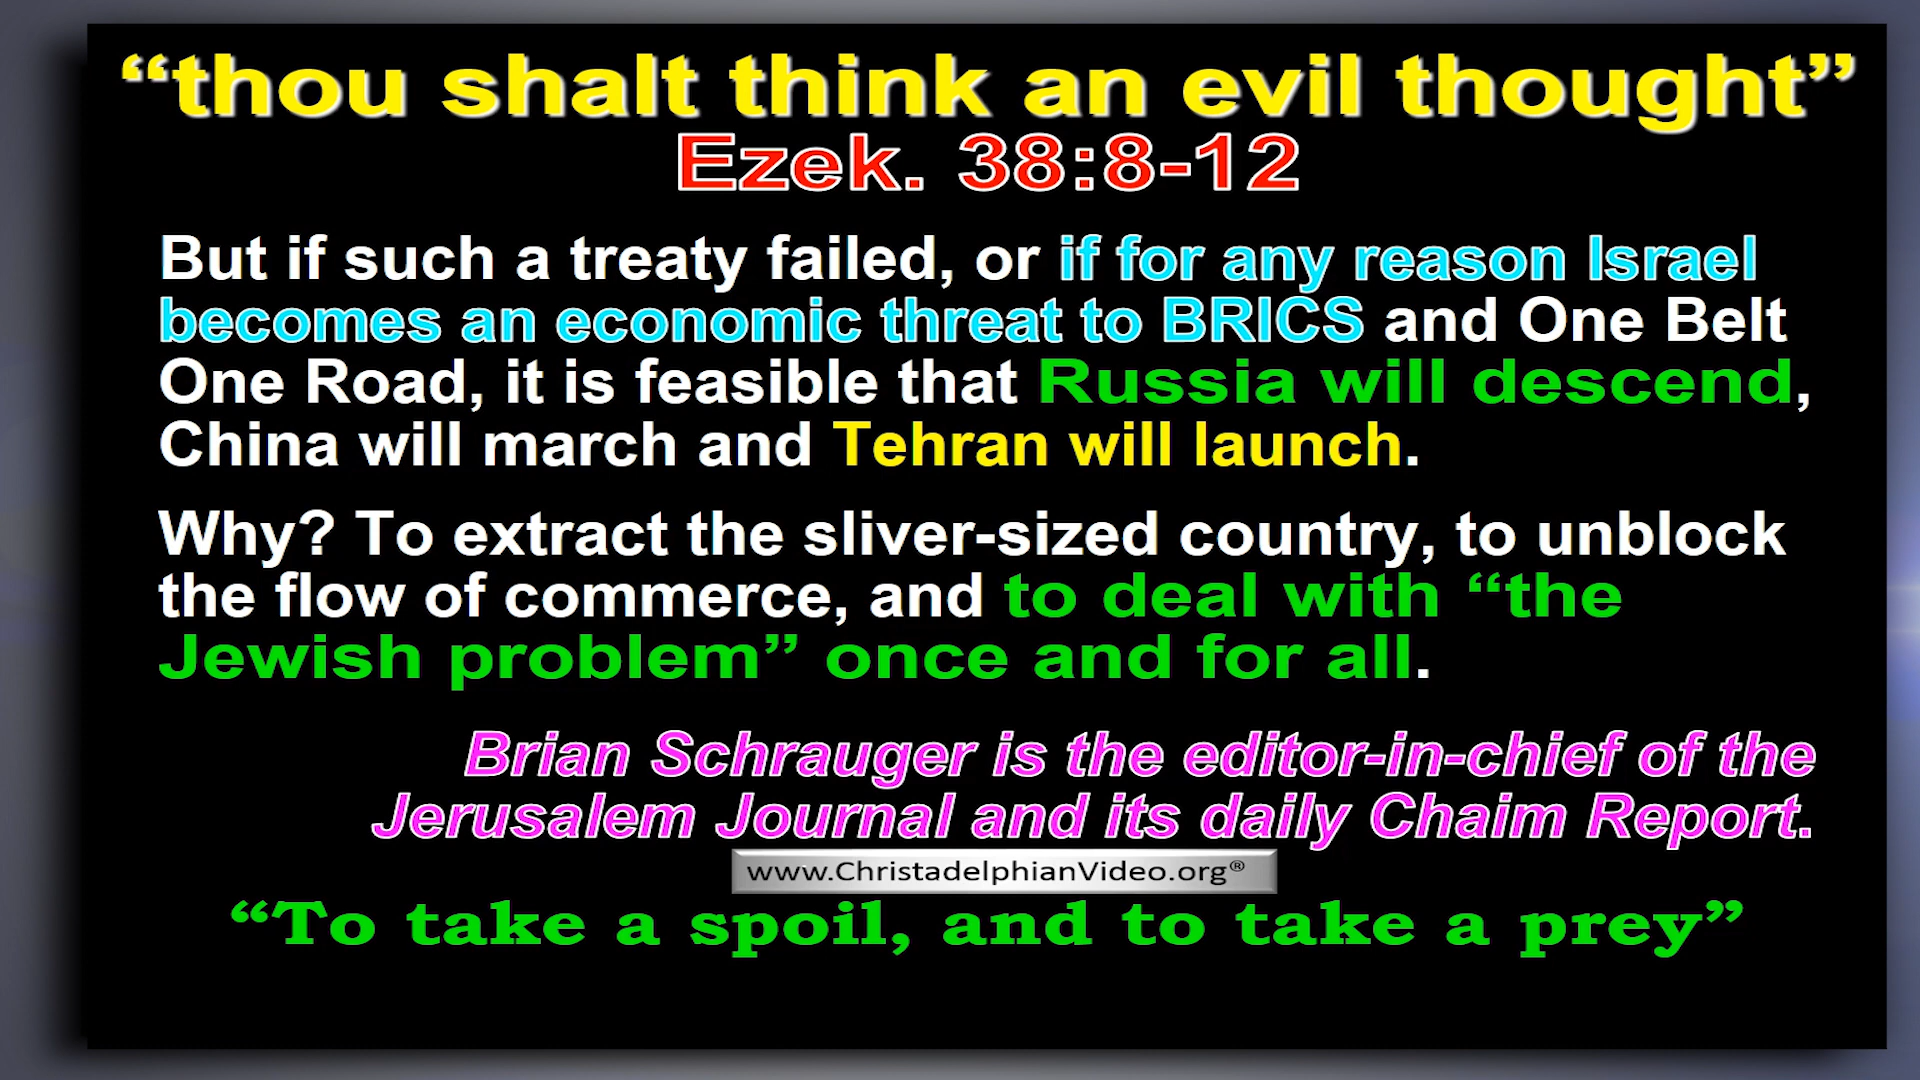 “thou shalt think an evil thought”
Ezek. 38:8-12
But if such a treaty failed, or if for any reason Israel
becomes an economic threat to BRICS and One Belt
One Road, it is feasible that Russia will descend,
China will march and Tehran will launch.
Why? To extract the sliver-sized country, to unblock
the flow of commerce, and to deal with “the
Jewish problem” once and for all.
Brian Schrauger is the editor-in-chief of the
Jerusalem Journal and its daily Chaim Report.
www.ChristadelphianVideo.org®
“To take a spoil, and to take a prey”